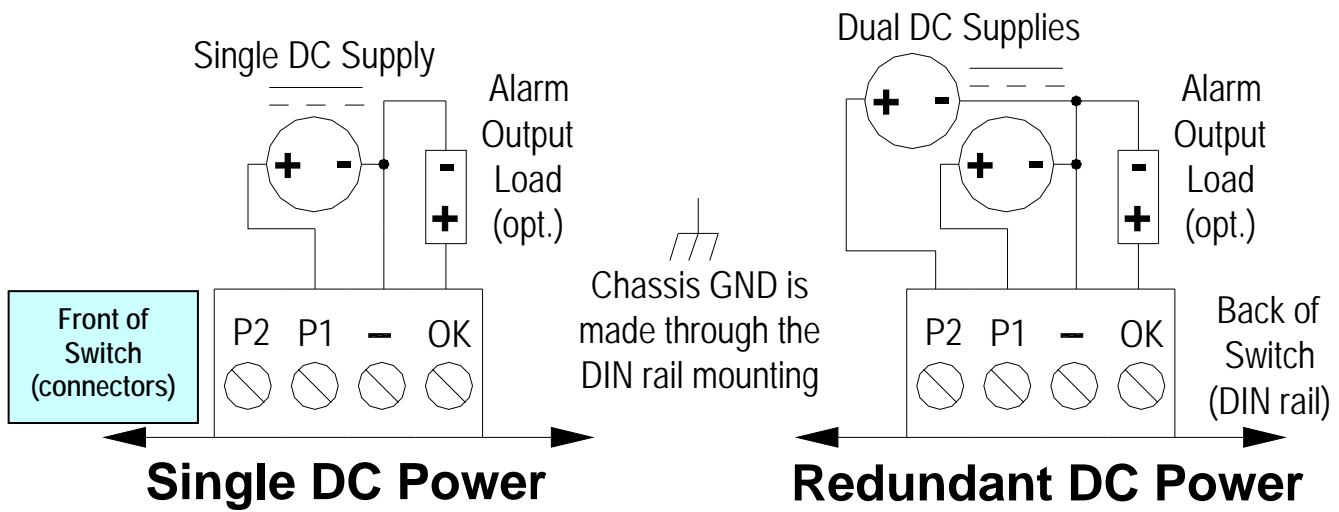 Single DC Supply
+ -
Alarm
Output
Load
(opt.)
-
+
Front of
Switch
(connectors)
P2 P1 – OK
Single DC Power
Chassis GND is
made through the
DIN rail mounting
Dual DC Supplies
+ -
+ -
Alarm
Output
Load
(opt.)
-
+
P2 P1 – OK
Back of
Switch
(DIN rail)
Redundant DC Power